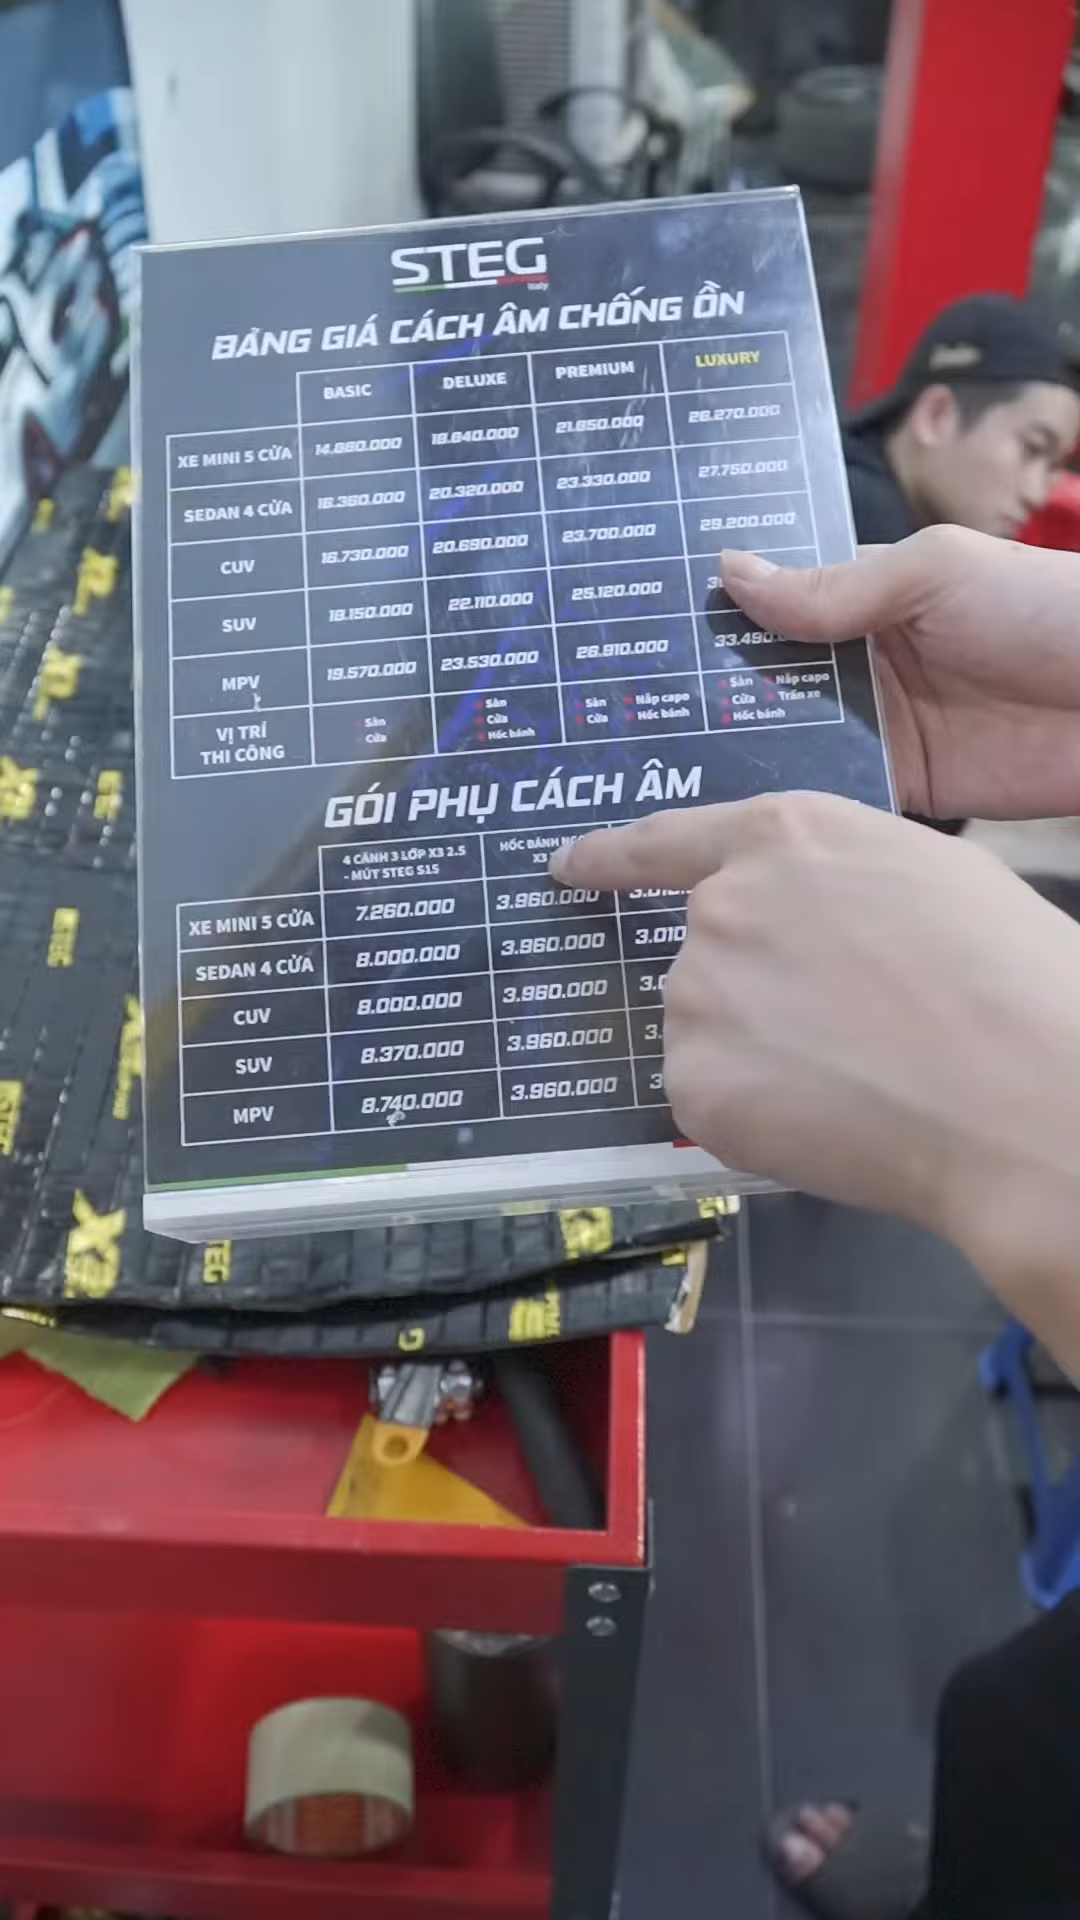 STEG
Italy
BẢNG GIÁ CÁCH ÂM CHỐNG ỒN
BASIC DELUXE PREMIUM LUXURY
XE MINI 5 CỬA 14.880.000 18.840.000 21.850.000 26.270.000
SEDAN 4 CỬA 16.360.000 20.320.000 23.330.000 27.750.000
CUV 16.730.000 20.690.000 23.700.000 29.200.000
SUV 18.150.000 22.110.000 25.120.000
MPV 19.570.000 23.530.000 26.910.000 33.490.
VỊ TRÍ
THI CÔNG
Sàn
Cửa
Sàn
Cửa
Hốc bánh
Sàn Nắp capo
Cửa Hốc bánh
Sàn Nắp capo
Cửa Trần xe
Hốc bánh
GÓI PHỤ CÁCH ÂM
4 CÁNH 3 LỚP X3 2.5
- MÚT STEG S15
HỐC BÁNH
X3
XE MINI 5 CỬA 7.260.000 3.960.000
SEDAN 4 CỬA 8.000.000 3.960.000 3.010
CUV 8.000.000 3.960.000
SUV 8.370.000 3.960.000
MPV 8.740.000 3.960.000
STEG